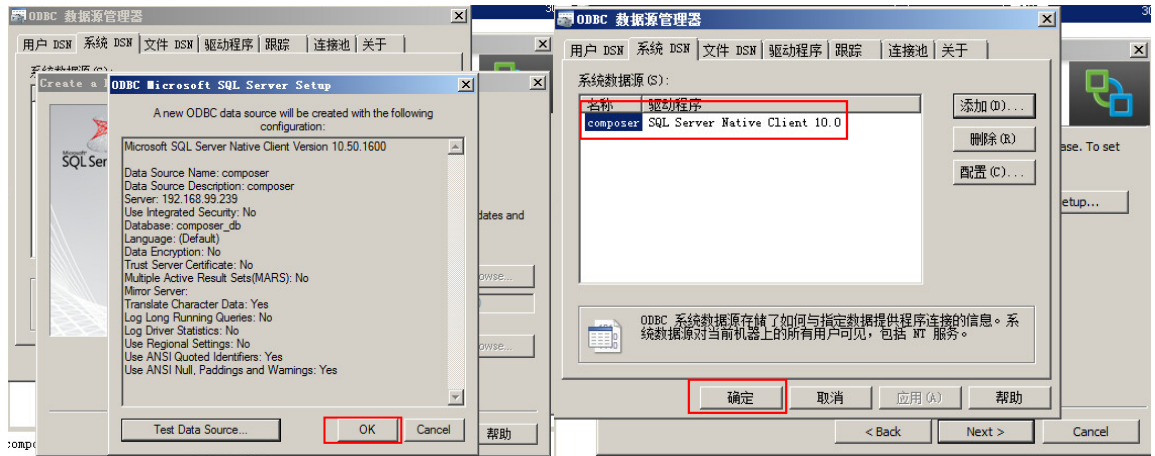 ODBC 数据源管理器
用户 DSN 系统 DSN 文件 DSN 驱动程序 跟踪 连接池 关于
Create a
SQL Ser
ODBC Microsoft SQL Server Setup
A new ODBC data source will be created with the following
configuration:
Microsoft SQL Server Native Client Version 10.50.1600
Data Source Name: composer
Data Source Description: composer
Server: 192.168.99.239
Use Integrated Security: No
Database: composer_db
Language: (Default)
Data Encryption: No
Trust Server Certificate: No
Multiple Active Result Sets(MARS): No
Mirror Server:
Translate Character Data: Yes
Log Long Running Queries: No
Log Driver Statistics: No
Use Regional Settings: No
Use ANSI Quoted Identifiers: Yes
Use ANSI Null, Paddings and Warnings: Yes
Test Data Source...
OK
Cancel
dates and
owse...
owse...
帮助
compo
ODBC 数据源管理器
用户 DSN 系统 DSN 文件 DSN 驱动程序 跟踪 连接池 关于
系统数据源(S):
名称 驱动程序
composer SQL Server Native Client 10.0
添加(D)...
删除(R)
配置(C)...
ODBC 系统数据源存储了如何与指定数据提供程序连接的信息。系
统数据源对当前机器上的所有用户可见，包括 NT 服务。
确定 取消 应用(A) 帮助
30
ase. To set
etup...
< Back Next > Cancel